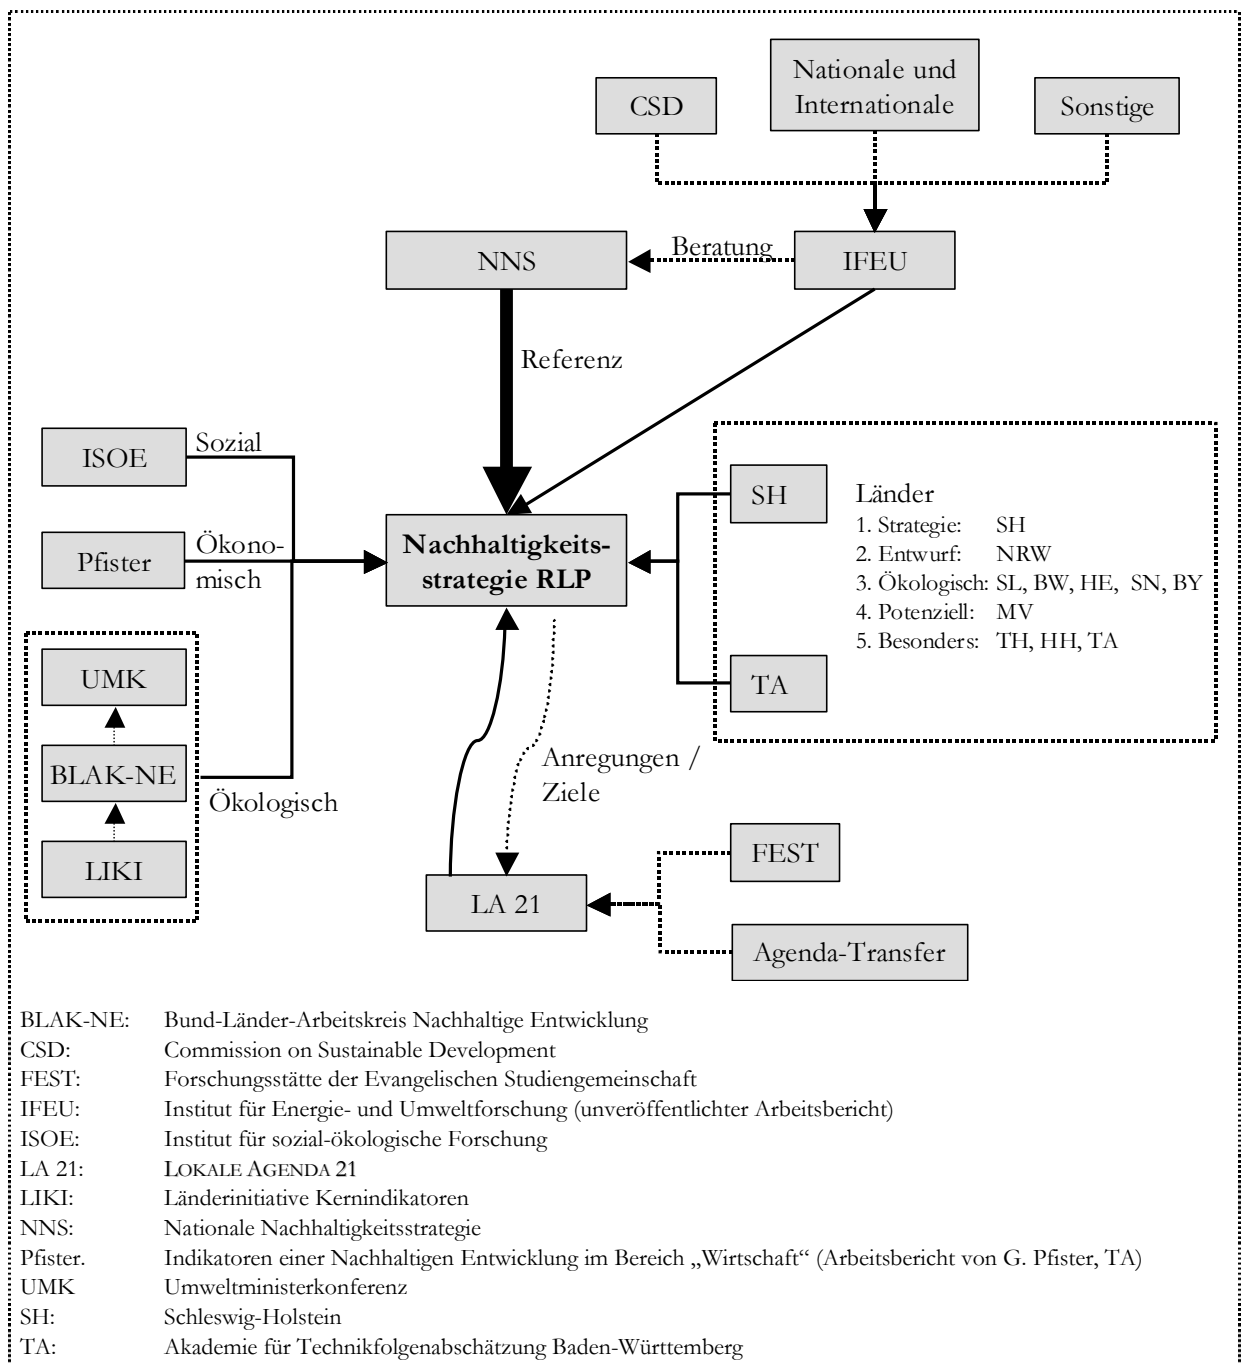 Nationale und
Internationale
CSD
Sonstige
NNS
Beratung
IFEU
Referenz
ISOE
Sozial
Pfister
Ökono-
misch
Nachhaltigkeits-
strategie RLP
SH
TA
Länder
1. Strategie: SH
2. Entwurf: NRW
3. Ökologisch: SL, BW, HE, SN, BY
4. Potenziell: MV
5. Besonders: TH, HH, TA
UMK
BLAK-NE
LIKI
Ökologisch
Anregungen /
Ziele
LA 21
FEST
Agenda-Transfer
BLAK-NE: Bund-Länder-Arbeitskreis Nachhaltige Entwicklung
CSD: Commission on Sustainable Development
FEST: Forschungsstätte der Evangelischen Studiengemeinschaft
IFEU: Institut für Energie- und Umweltforschung (unveröffentlichter Arbeitsbericht)
ISOE: Institut für sozial-ökologische Forschung
LA 21: LOKALE AGENDA 21
LIKI: Länderinitiative Kernindikatoren
NNS: Nationale Nachhaltigkeitsstrategie
Pfister. Indikatoren einer Nachhaltigen Entwicklung im Bereich „Wirtschaft“ (Arbeitsbericht von G. Pfister, TA)
UMK Umweltministerkonferenz
SH: Schleswig-Holstein
TA: Akademie für Technikfolgenabschätzung Baden-Württemberg